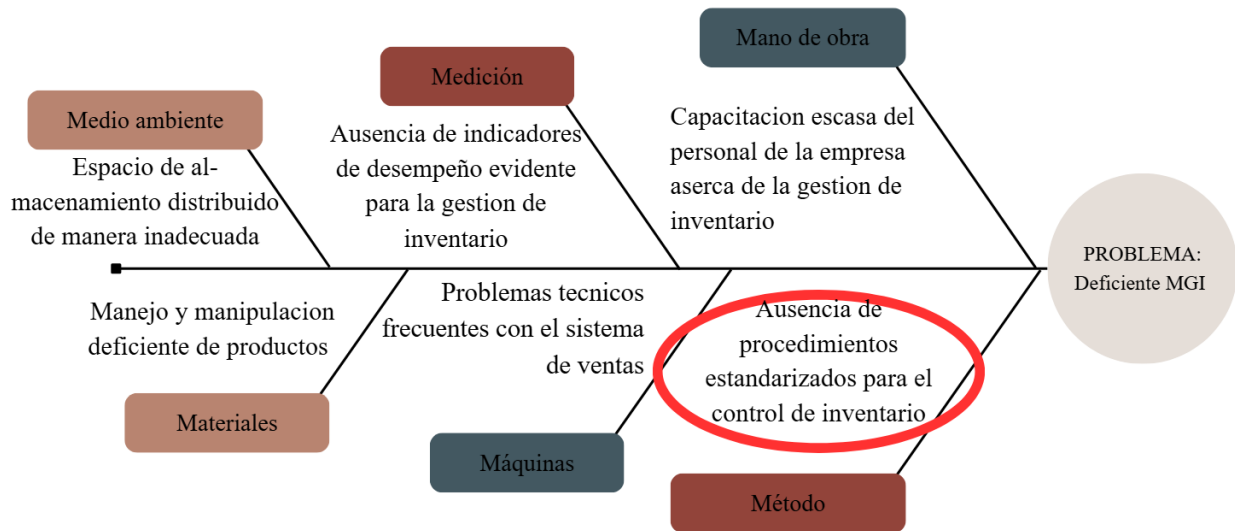 Mano de obra
Medición
Medio ambiente
Capacitacion escasa del
personal de la empresa
aserca de la gestion de
inventario
Ausencia de indicadores
de desempeño evidente
para la gestion de
inventario
Espacio de al-
macenamiento distribuido
de manera inadecuada
PROBLEMA:
Deficiente MGI
Manejo y manipulacion
deficiente de productos
Problemas tecnicos
frecuentes con el sistema
de ventas
Ausencia de
procedimientos
estandarizados para el
control de inventario
Materiales
Máquinas
Método